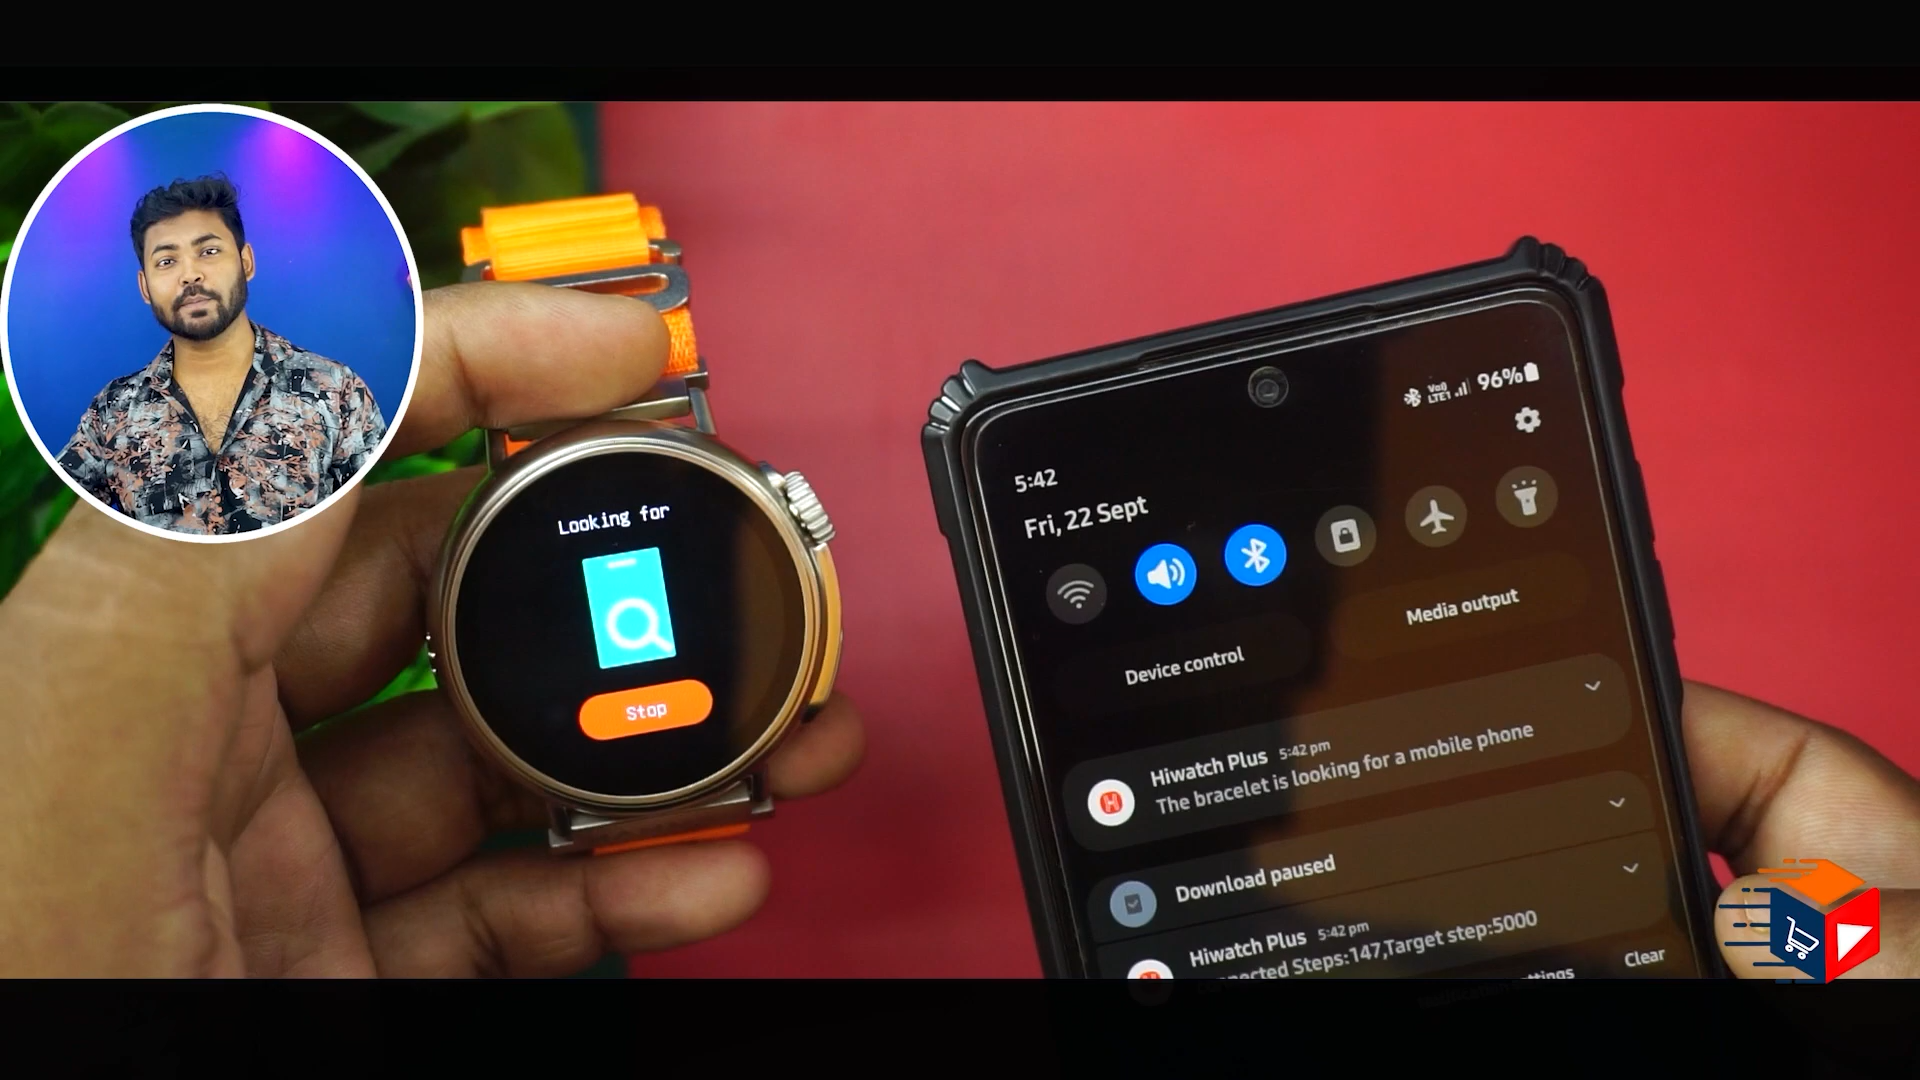 Looking for
Stop
Vo))
LTE1
96%
5:42
Fri, 22 Sept
Media output
Device control
Hiwatch Plus 5:42 pm
The bracelet is looking for a mobile phone
Download paused
Hiwatch Plus 5:42 pm
Steps:147,Target step:5000
Clear